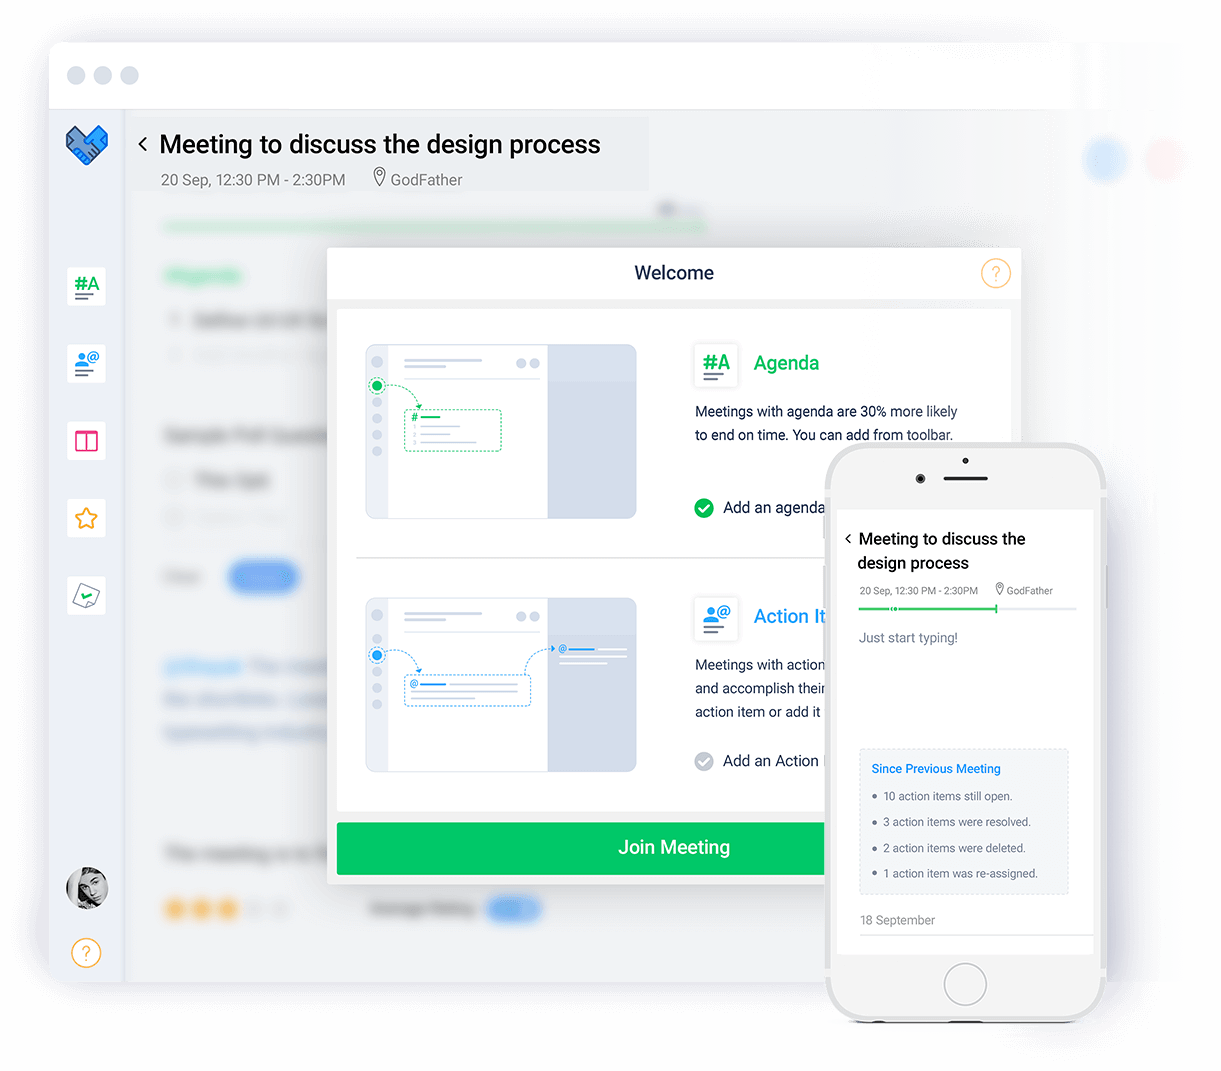 Meeting to discuss the design process
20 Sep, 12:30 PM - 2:30PM GodFather
#A
Welcome
?
#A Agenda
Meetings with agenda are 30% more likely
to end on time. You can add from toolbar.
Add an agenda
#
1
2
3
@
Action It
Meetings with action
and accomplish their
action item or add it
Add an Action
@
@
Join Meeting
?
Meeting to discuss the
design process
20 Sep, 12:30 PM - 2:30PM GodFather
Just start typing!
Since Previous Meeting
10 action items still open.
3 action items were resolved.
2 action items were deleted.
1 action item was re-assigned.
18 September